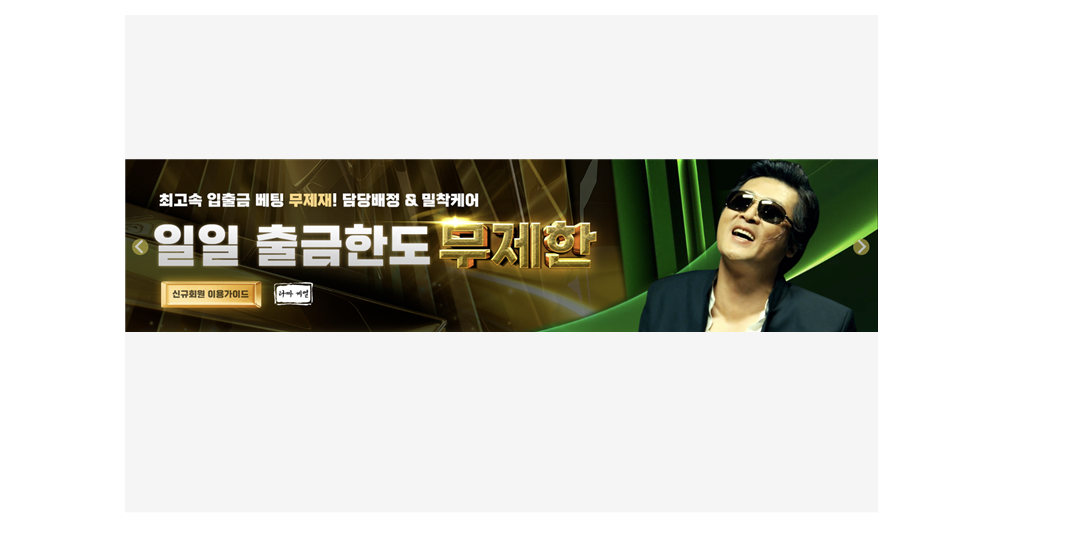 최고속 입출금 베팅 무제재! 담당배정 & 밀착케어
일일 출금한도 무제한
신규회원 이용가이드